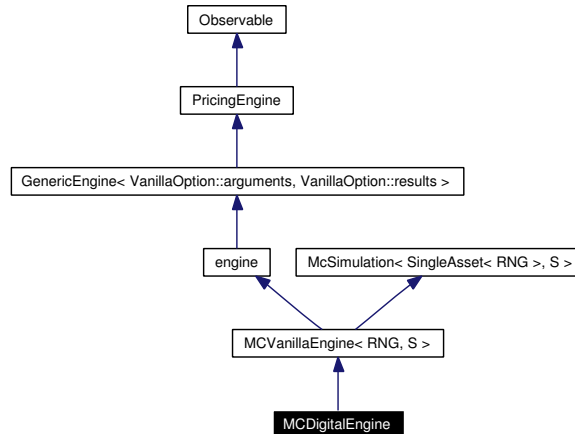 Observable
PricingEngine
GenericEngine< VanillaOption::arguments, VanillaOption::results >
engine
McSimulation< SingleAsset< RNG >, S >
MCVanillaEngine< RNG, S >
MCDigitalEngine